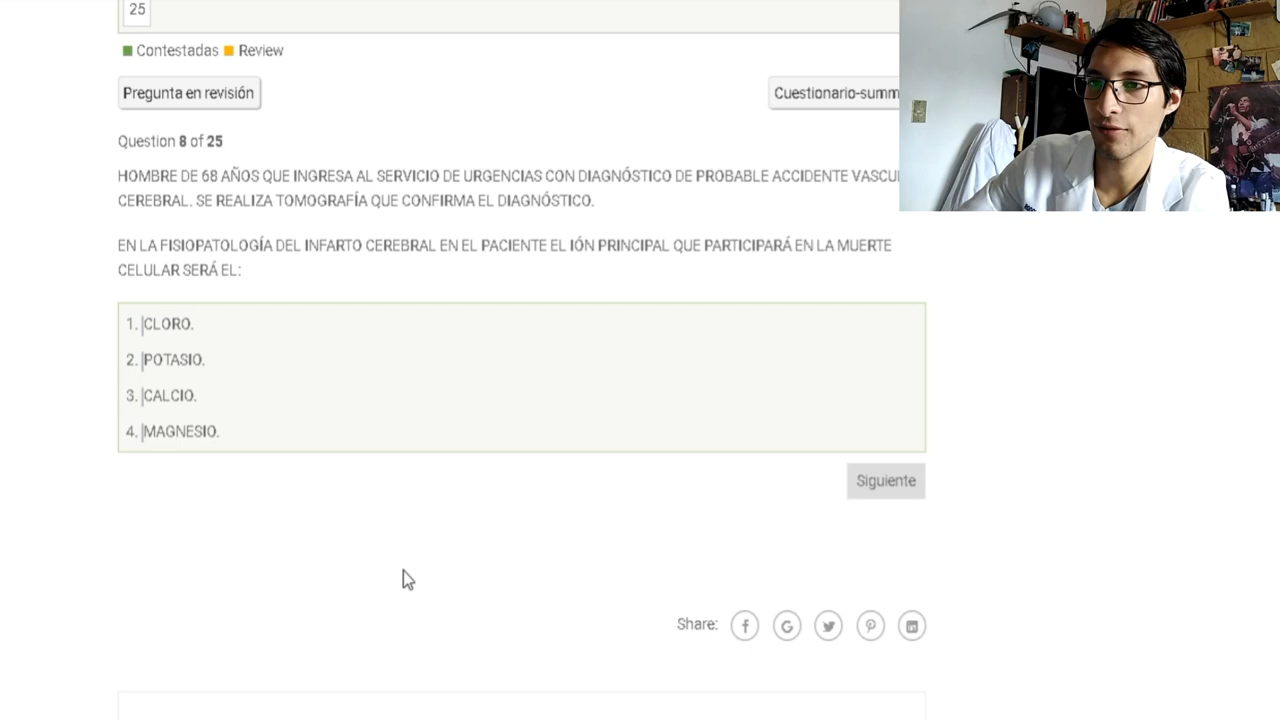 25
Contestadas Review
Pregunta en revisión
Cuestionario-summ
Question 8 of 25
HOMBRE DE 68 AÑOS QUE INGRESA AL SERVICIO DE URGENCIAS CON DIAGNÓSTICO DE PROBABLE ACCIDENTE VASCU
CEREBRAL. SE REALIZA TOMOGRAFÍA QUE CONFIRMA EL DIAGNÓSTICO.
EN LA FISIOPATOLOGÍA DEL INFARTO CEREBRAL EN EL PACIENTE EL IÓN PRINCIPAL QUE PARTICIPARÁ EN LA MUERTE
CELULAR SERÁ EL:
1. CLORO.
2. POTASIO.
3. CALCIO.
4. MAGNESIO.
Siguiente
Share: